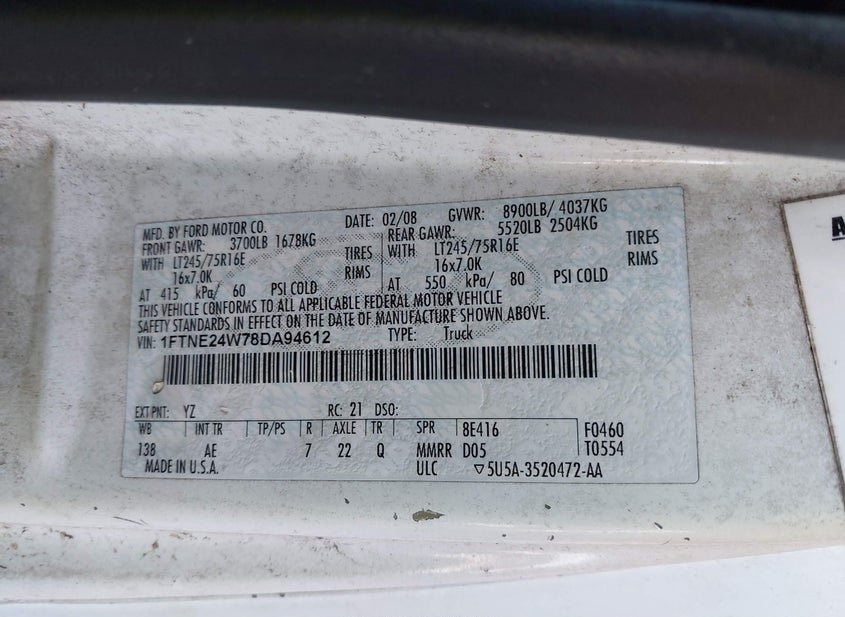 MFD. BY FORD MOTOR CO. DATE: 02/08 GVWR: 8900LB/ 4037KG
FRONT GAWR: 3700LB 1678KG REAR GAWR: 5520LB 2504KG
WITH LT245/75R16E TIRES WITH LT245/75R16E TIRES
16x7.0K RIMS 16x7.0K RIMS
AT 415 kPa/ 60 PSI COLD AT 550 kPa/ 80 PSI COLD
THIS VEHICLE CONFORMS TO ALL APPLICABLE FEDERAL MOTOR VEHICLE
SAFETY STANDARDS IN EFFECT ON THE DATE OF MANUFACTURE SHOWN ABOVE.
VIN: 1FTNE24W78DA94612 TYPE: Truck
EXT PNT: YZ RC: 21 DSO:
WB INT TR TP/PS R AXLE TR SPR 8E416 F0460
138 AE 7 22 Q MMRR D05 T0554
MADE IN U.S.A. ULC ▽5U5A-3520472-AA